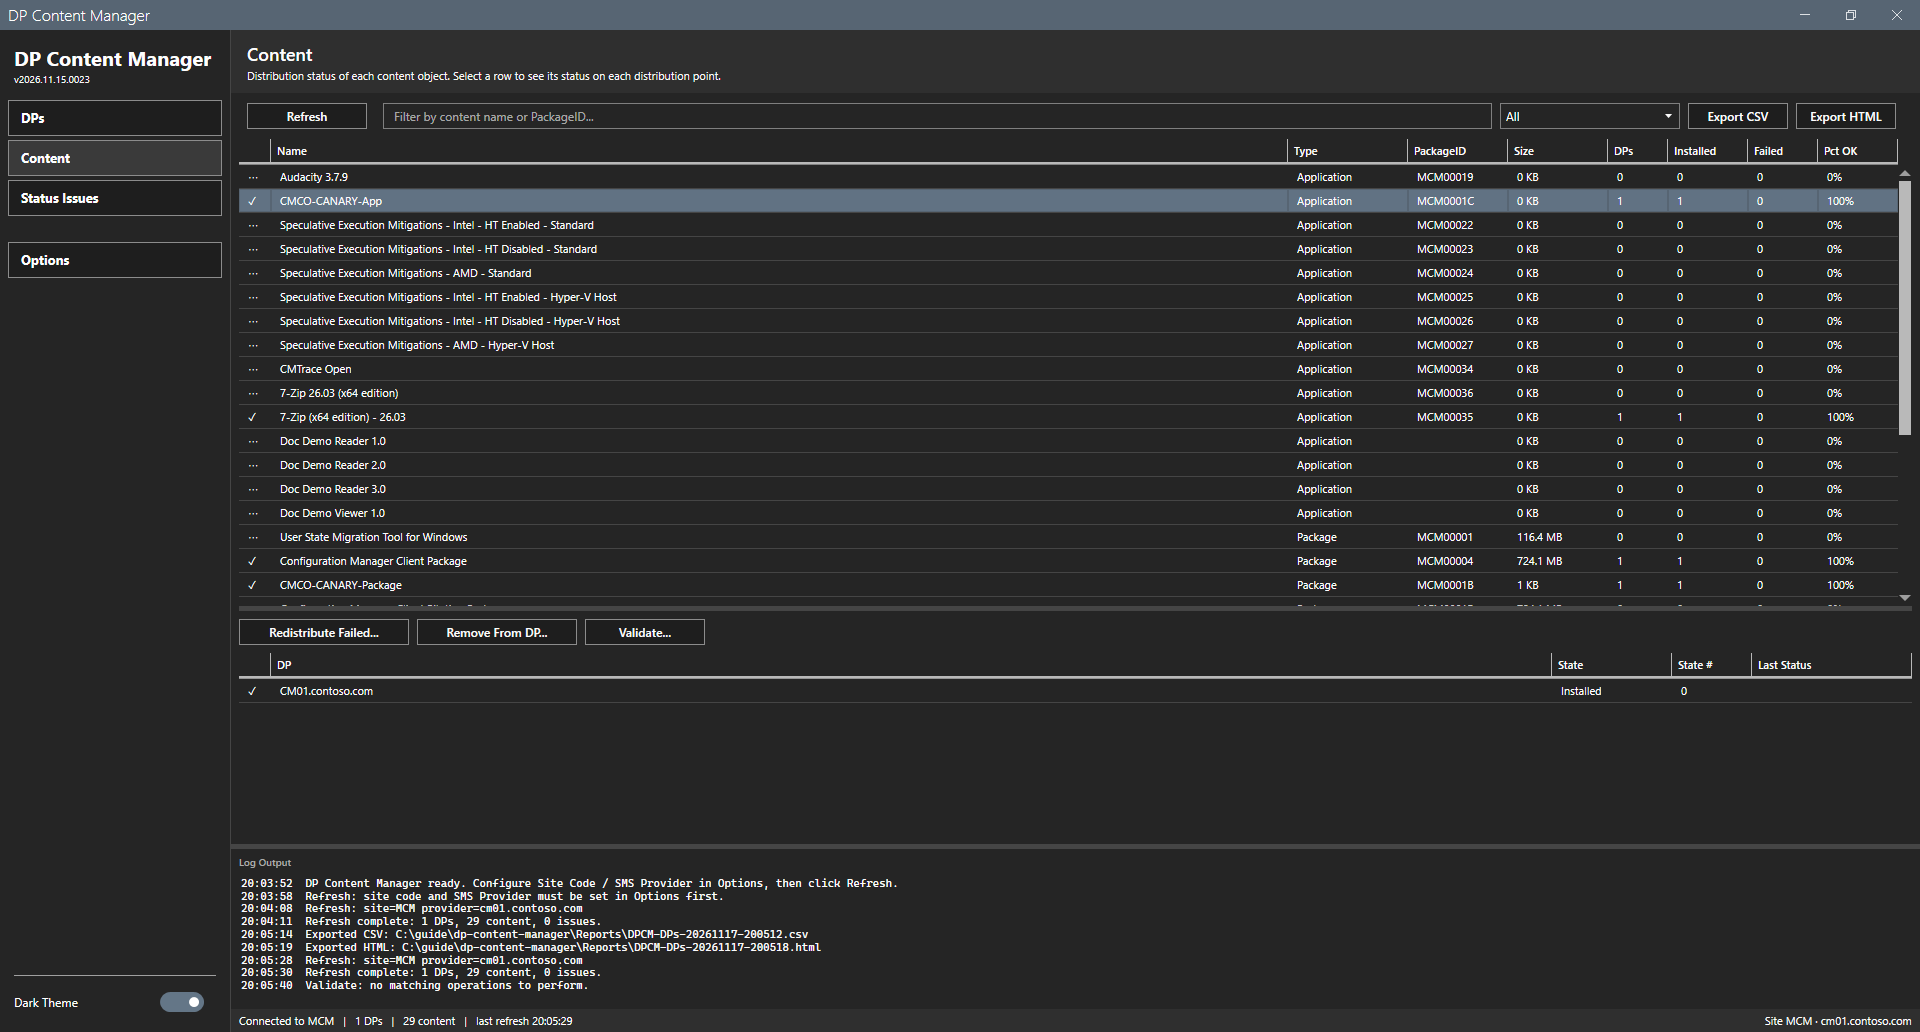 DP Content Manager
DP Content Manager
v2026.11.15.0023
DPs
Content
Status Issues
Options
Dark Theme
Content
Distribution status of each content object. Select a row to see its status on each distribution point.
Refresh
Filter by content name or PackageID...
All
Export CSV
Export HTML
Name Type PackageID Size DPs Installed Failed Pct OK
... Audacity 3.7.9 Application MCM00019 0 KB 0 0 0 0%
✓ CMCO-CANARY-App Application MCM0001C 0 KB 1 1 0 100%
... Speculative Execution Mitigations - Intel - HT Enabled - Standard Application MCM00022 0 KB 0 0 0 0%
... Speculative Execution Mitigations - Intel - HT Disabled - Standard Application MCM00023 0 KB 0 0 0 0%
... Speculative Execution Mitigations - AMD - Standard Application MCM00024 0 KB 0 0 0 0%
... Speculative Execution Mitigations - Intel - HT Enabled - Hyper-V Host Application MCM00025 0 KB 0 0 0 0%
... Speculative Execution Mitigations - Intel - HT Disabled - Hyper-V Host Application MCM00026 0 KB 0 0 0 0%
... Speculative Execution Mitigations - AMD - Hyper-V Host Application MCM00027 0 KB 0 0 0 0%
... CMTrace Open Application MCM00034 0 KB 0 0 0 0%
... 7-Zip 26.03 (x64 edition) Application MCM00036 0 KB 0 0 0 0%
✓ 7-Zip (x64 edition) - 26.03 Application MCM00035 0 KB 1 1 0 100%
... Doc Demo Reader 1.0 Application 0 KB 0 0 0 0%
... Doc Demo Reader 2.0 Application 0 KB 0 0 0 0%
... Doc Demo Reader 3.0 Application 0 KB 0 0 0 0%
... Doc Demo Viewer 1.0 Application 0 KB 0 0 0 0%
... User State Migration Tool for Windows Package MCM00001 116.4 MB 0 0 0 0%
✓ Configuration Manager Client Package Package MCM00004 724.1 MB 1 1 0 100%
✓ CMCO-CANARY-Package Package MCM0001B 1 KB 1 1 0 100%
Redistribute Failed...
Remove From DP...
Validate...
DP State State # Last Status
✓ CM01.contoso.com Installed 0
Log Output
20:03:52 DP Content Manager ready. Configure Site Code / SMS Provider in Options, then click Refresh.
20:03:58 Refresh: site code and SMS Provider must be set in Options first.
20:04:08 Refresh: site=MCM provider=cm01.contoso.com
20:04:11 Refresh complete: 1 DPs, 29 content, 0 issues.
20:05:14 Exported CSV: C:\guide\dp-content-manager\Reports\DPCM-DPs-20261117-200512.csv
20:05:19 Exported HTML: C:\guide\dp-content-manager\Reports\DPCM-DPs-20261117-200518.html
20:05:28 Refresh: site=MCM provider=cm01.contoso.com
20:05:30 Refresh complete: 1 DPs, 29 content, 0 issues.
20:05:40 Validate: no matching operations to perform.
Connected to MCM | 1 DPs | 29 content | last refresh 20:05:29
Site MCM · cm01.contoso.com